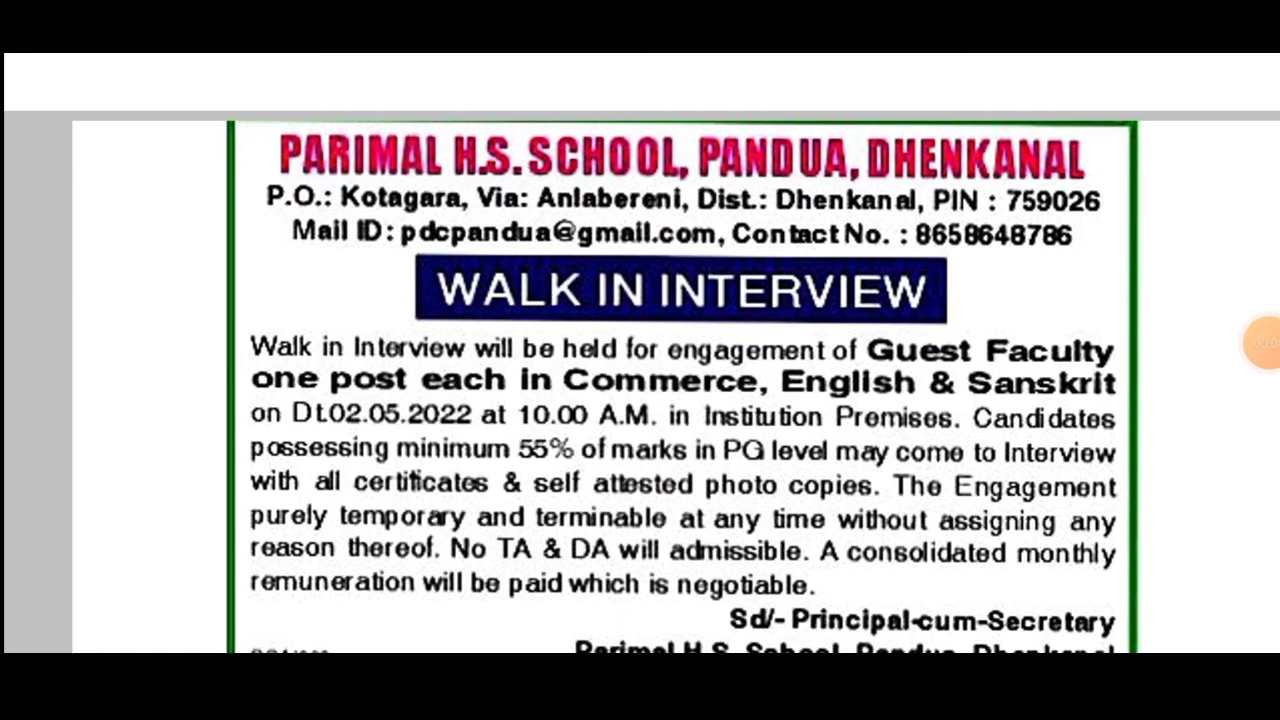 PARIMAL H.S. SCHOOL, PANDUA, DHENKANAL
P.O.: Kotagara, Via: Anlabereni, Dist.: Dhenkanal, PIN : 759026
Mail ID: pdcpandua@gmail.com, Contact No. : 8658648786
WALK IN INTERVIEW
Walk in Interview will be held for engagement of Guest Faculty
one post each in Commerce, English & Sanskrit
on Dt.02.05.2022 at 10.00 A.M. in Institution Premises. Candidates
possessing minimum 55% of marks in PG level may come to Interview
with all certificates & self attested photo copies. The Engagement
purely temporary and terminable at any time without assigning any
reason thereof. No TA & DA will admissible. A consolidated monthly
remuneration will be paid which is negotiable.
Sd/- Principal-cum-Secretary
Parimal H.S. School, Pandua, Dhenkanal